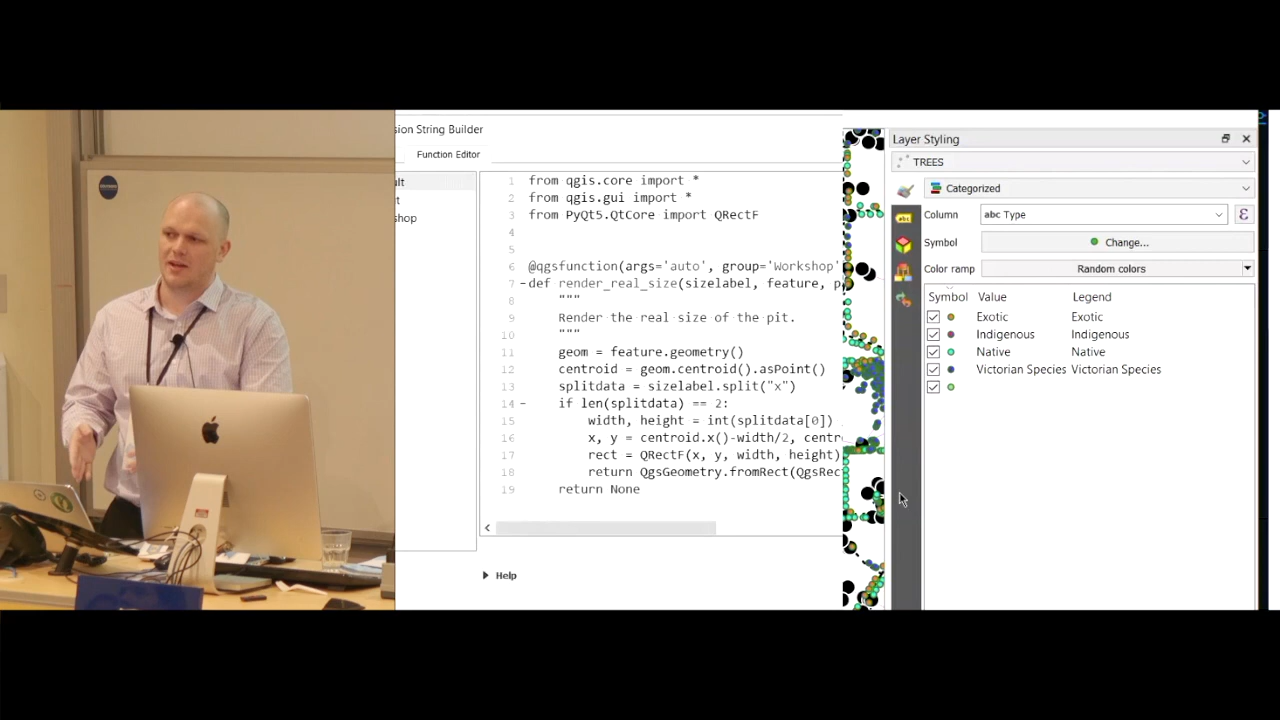 sion String Builder
Function Editor
ult
t
shop
1 from qgis.core import *
2 from qgis.gui import *
3 from PyQt5.QtCore import QRectF
4
5
6 @qgsfunction(args='auto', group='Workshop'
7 def render_real_size(sizelabel, feature, p
8 """
9 Render the real size of the pit.
10 """
11 geom = feature.geometry()
12 centroid = geom.centroid().asPoint()
13 splitdata = sizelabel.split("x")
14 if len(splitdata) == 2:
15 width, height = int(splitdata[0])
16 x, y = centroid.x()-width/2, centr
17 rect = QRectF(x, y, width, height)
18 return QgsGeometry.fromRect(QgsRec
19 return None
Help
Layer Styling
TREES
Categorized
Column abc Type ε
Symbol Change...
Color ramp Random colors
Symbol Value Legend
Exotic Exotic
Indigenous Indigenous
Native Native
Victorian Species Victorian Species